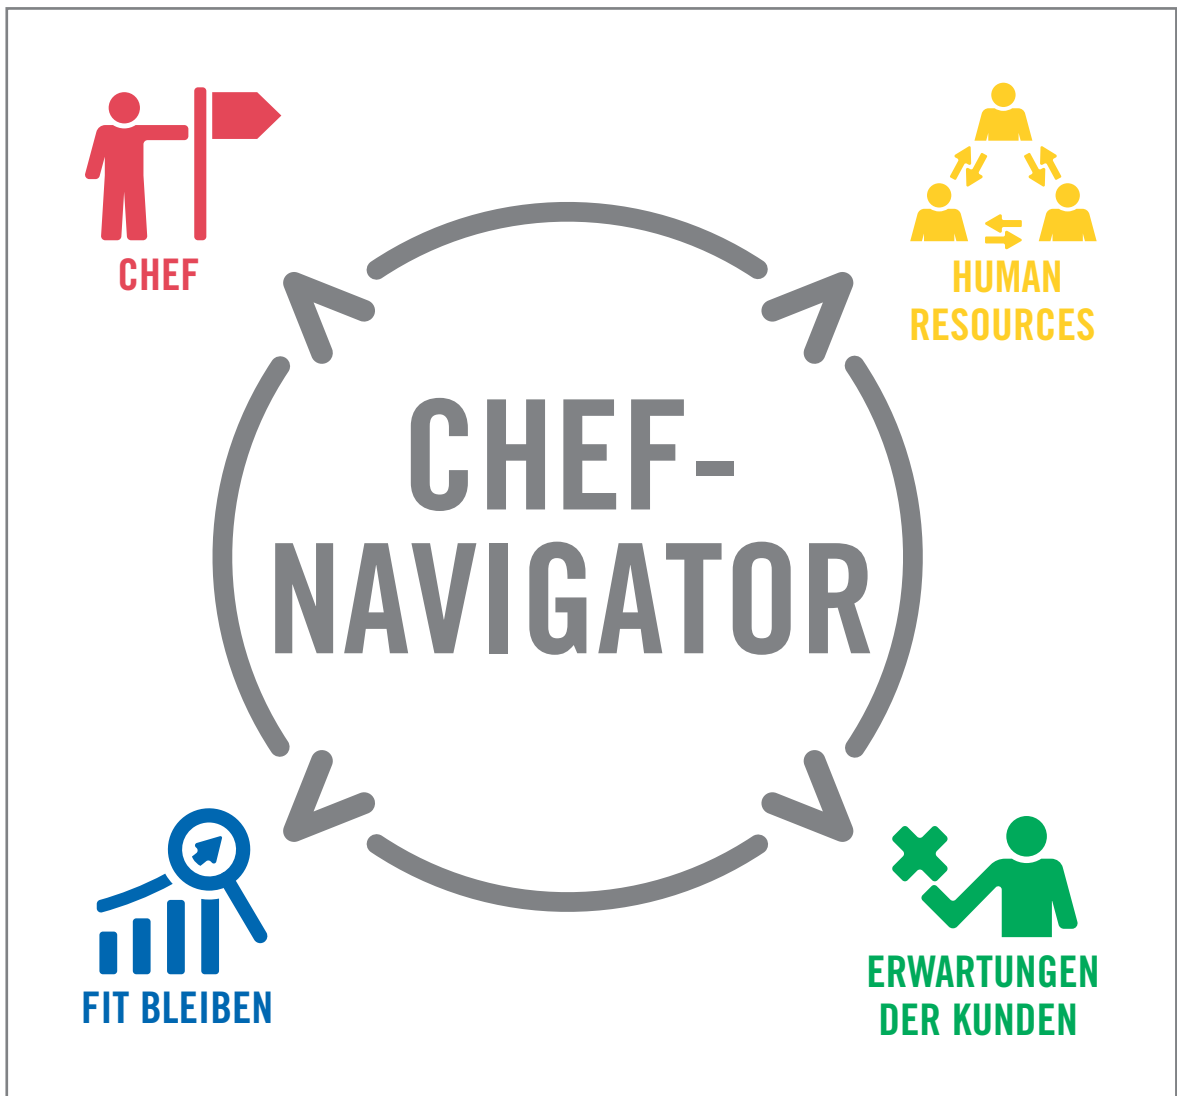 CHEF
HUMAN
RESOURCES
CHEF-
NAVIGATOR
FIT BLEIBEN
ERWARTUNGEN
DER KUNDEN